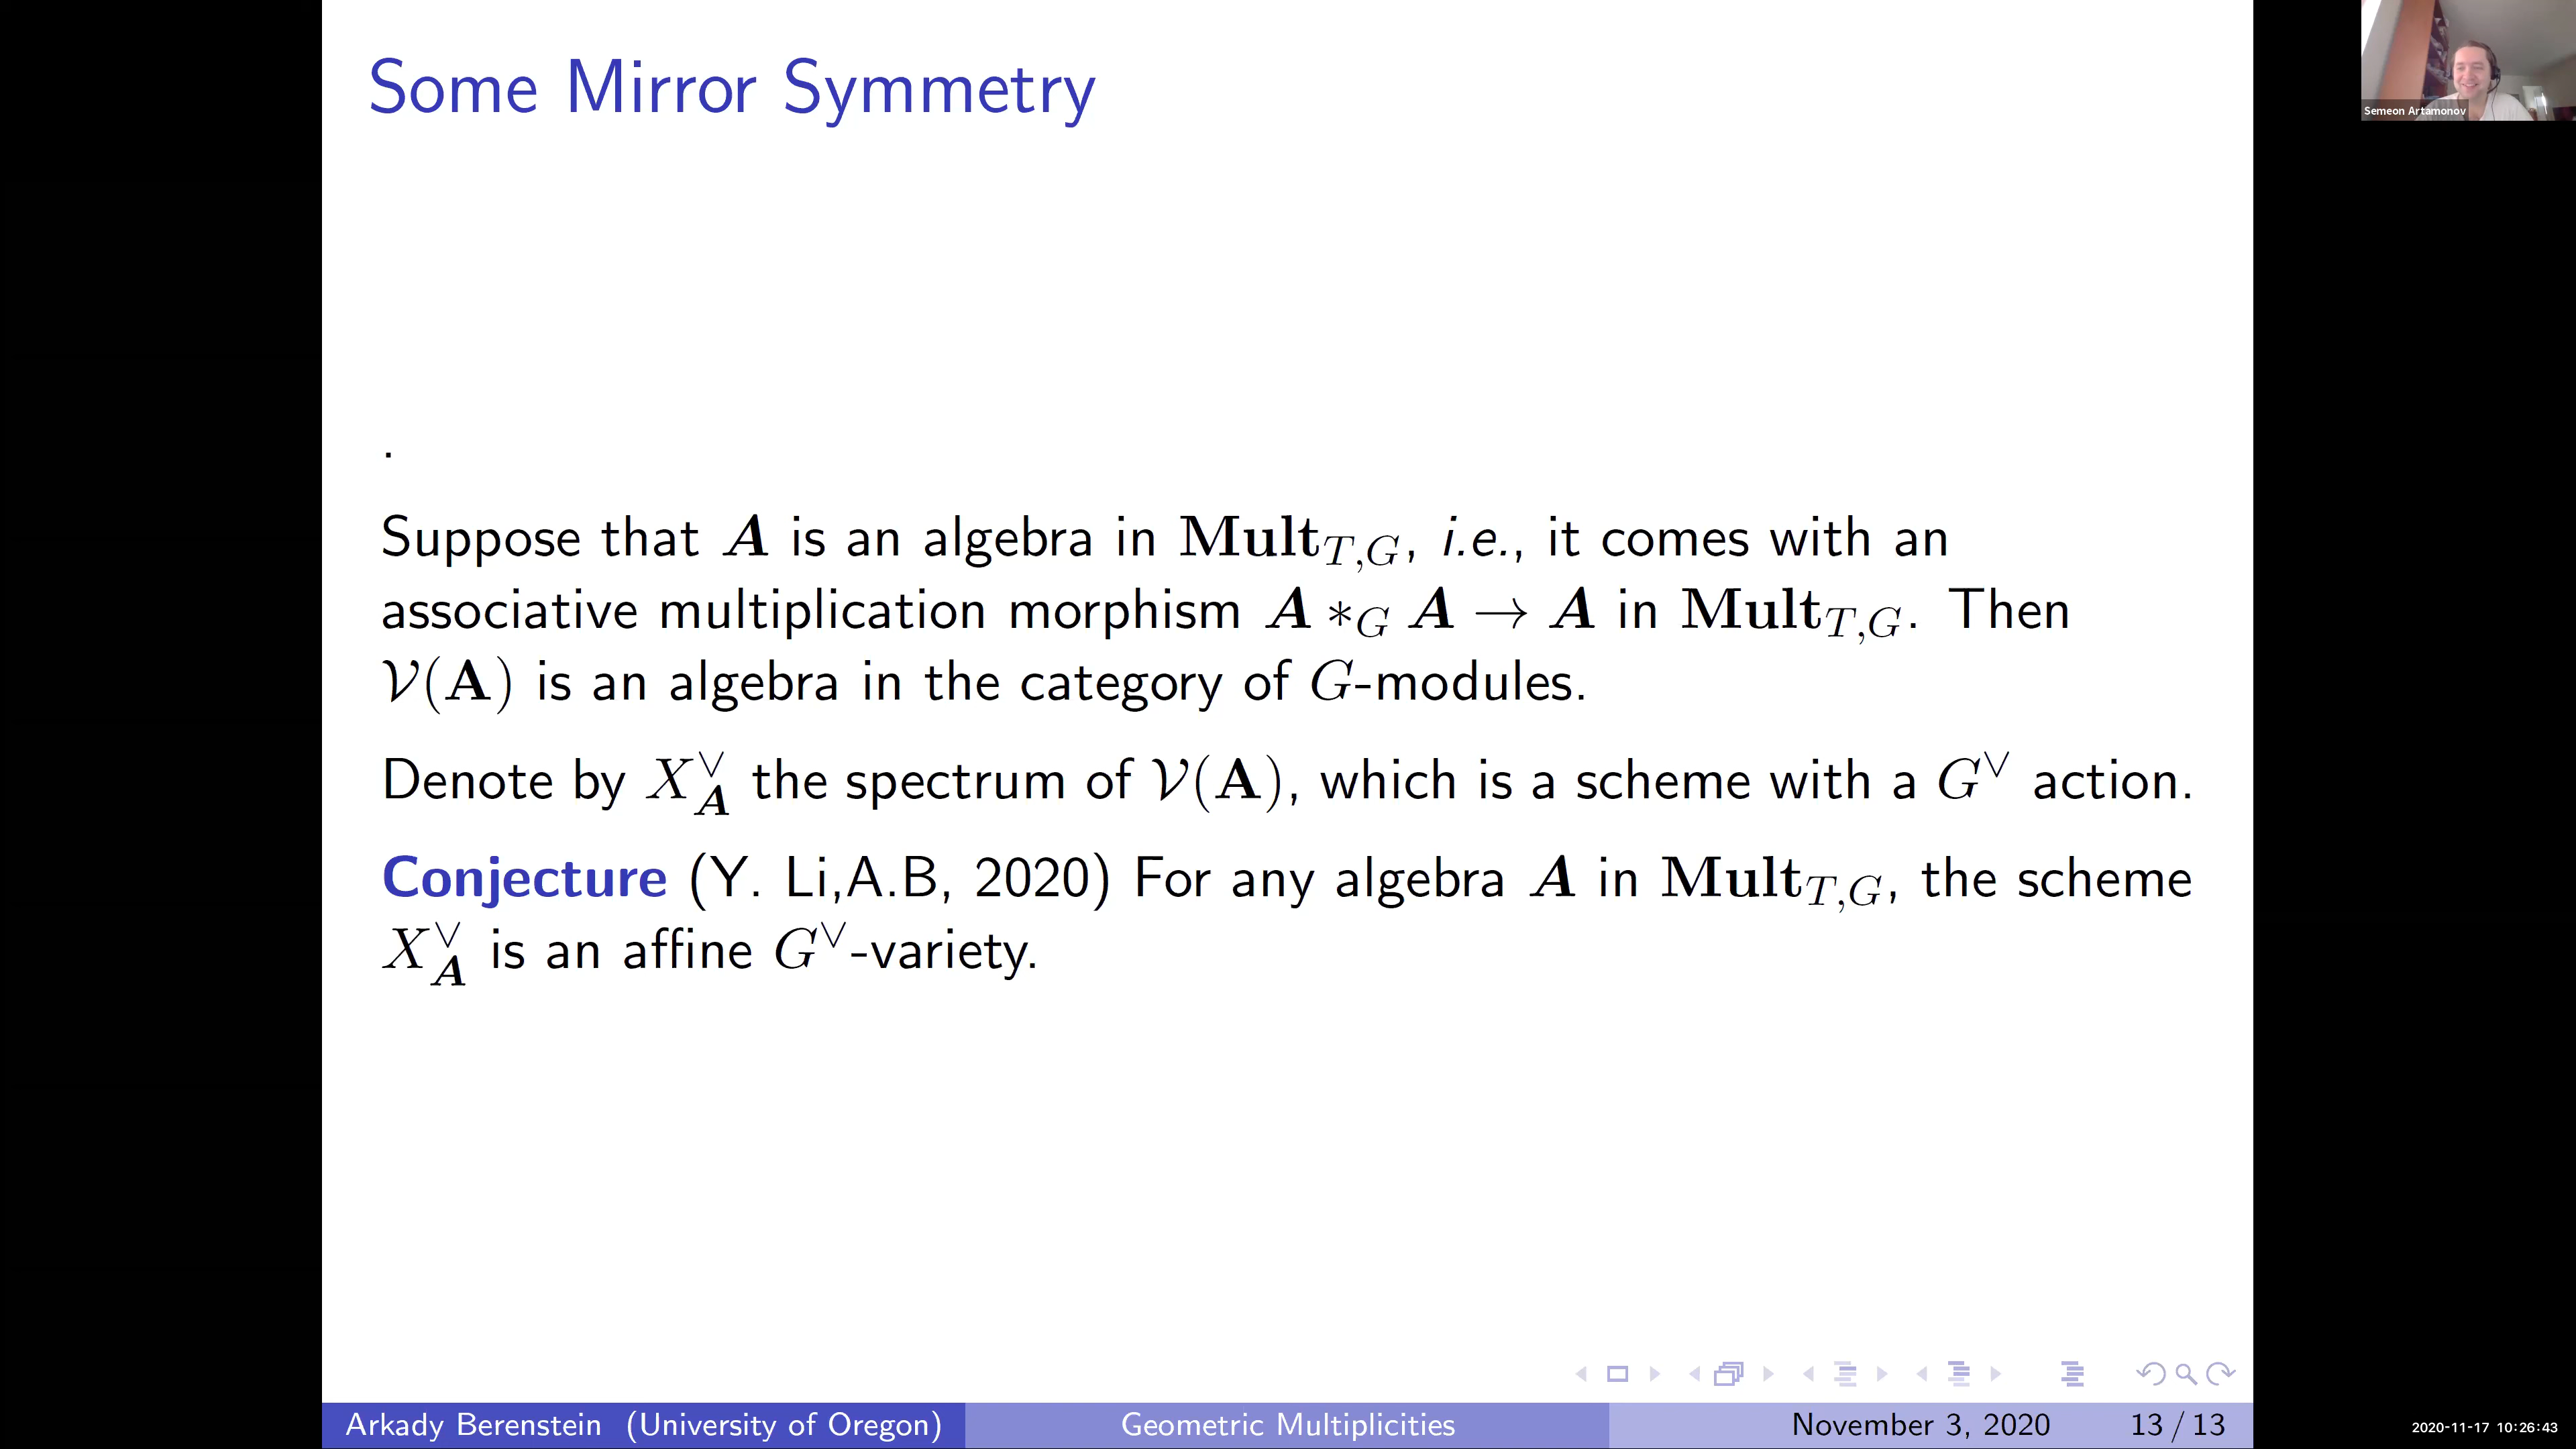 Some Mirror Symmetry
Semeon Artamonov
.
Suppose that 𝑨 is an algebra in 𝐌𝐮𝐥𝐭_{T,G}, i.e., it comes with an
associative multiplication morphism 𝑨 *_G 𝑨 → 𝑨 in 𝐌𝐮𝐥𝐭_{T,G}. Then
𝒱(𝐀) is an algebra in the category of G-modules.
Denote by X^∨_𝑨 the spectrum of 𝒱(𝐀), which is a scheme with a G^∨ action.
Conjecture (Y. Li,A.B, 2020) For any algebra 𝑨 in 𝐌𝐮𝐥𝐭_{T,G}, the scheme
X^∨_𝑨 is an affine G^∨-variety.
Arkady Berenstein (University of Oregon) Geometric Multiplicities November 3, 2020 13 / 13
2020-11-17 10:26:43